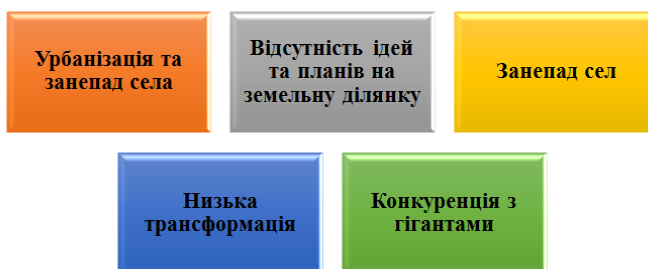 Урбанізація та
занепад села
Відсутність ідей
та планів на
земельну ділянку
Занепад сел
Низька
трансформація
Конкуренція з
гігантами